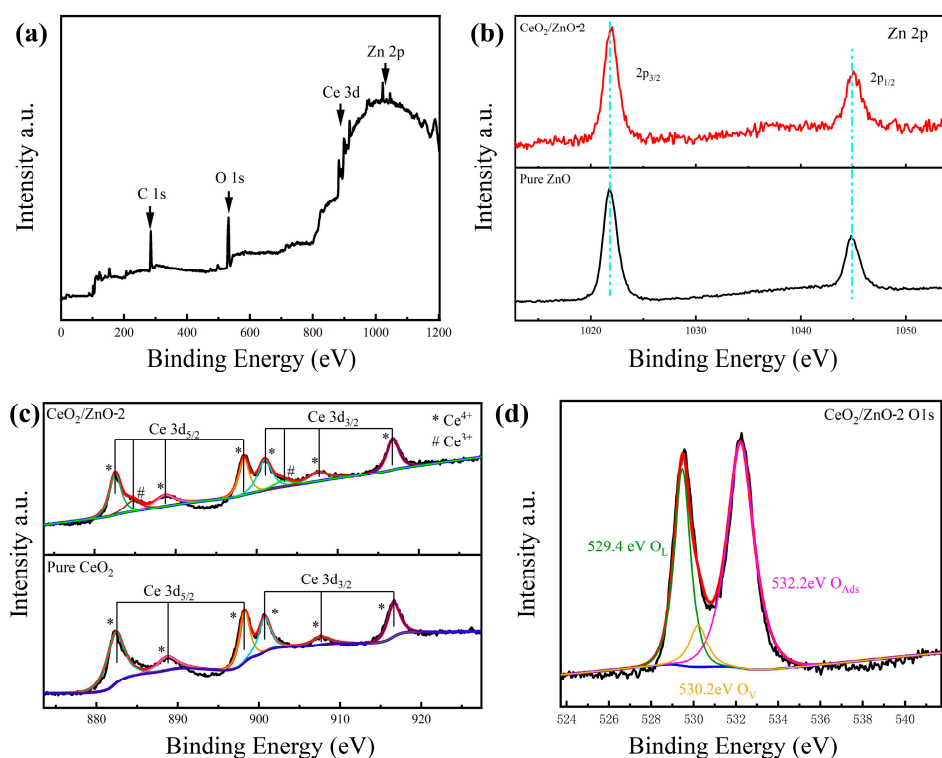 (a)
Zn 2p
Ce 3d
O 1s
C 1s
Intensity a.u.
0 200 400 600 800 1000 1200
Binding Energy (eV)
(b)
CeO₂/ZnO-2
Zn 2p
2p₃/₂
2p₁/₂
Pure ZnO
Intensity a.u.
1020 1030 1040 1050
Binding Energy (eV)
(c)
CeO₂/ZnO-2
Ce 3d₅/₂
Ce 3d₃/₂
* Ce⁴⁺
# Ce³⁺
* # * * * # * *
Pure CeO₂
Ce 3d₅/₂
Ce 3d₃/₂
* * * * * *
Intensity a.u.
880 890 900 910 920
Binding Energy (eV)
(d)
CeO₂/ZnO-2 O1s
529.4 eV O_L
532.2eV O_Ads
530.2eV O_V
Intensity a.u.
524 526 528 530 532 534 536 538 540
Binding Energy (eV)